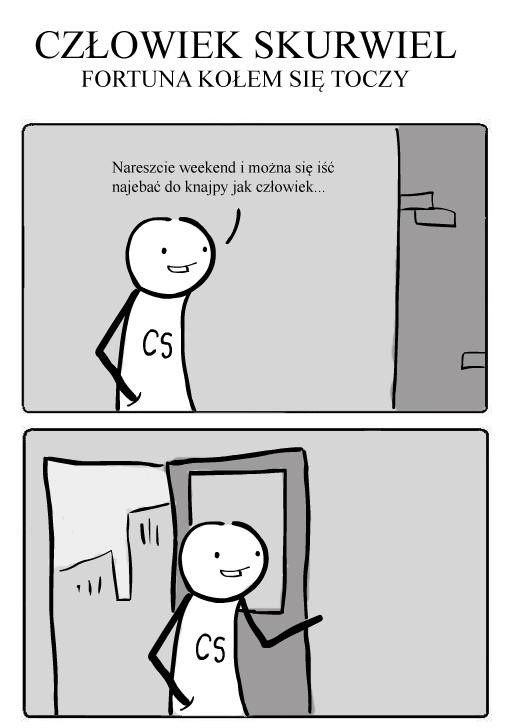 CZŁOWIEK SKURWIEL
FORTUNA KOŁEM SIĘ TOCZY
Nareszcie weekend i można się iść
najebać do knajpy jak człowiek...
CS
CS